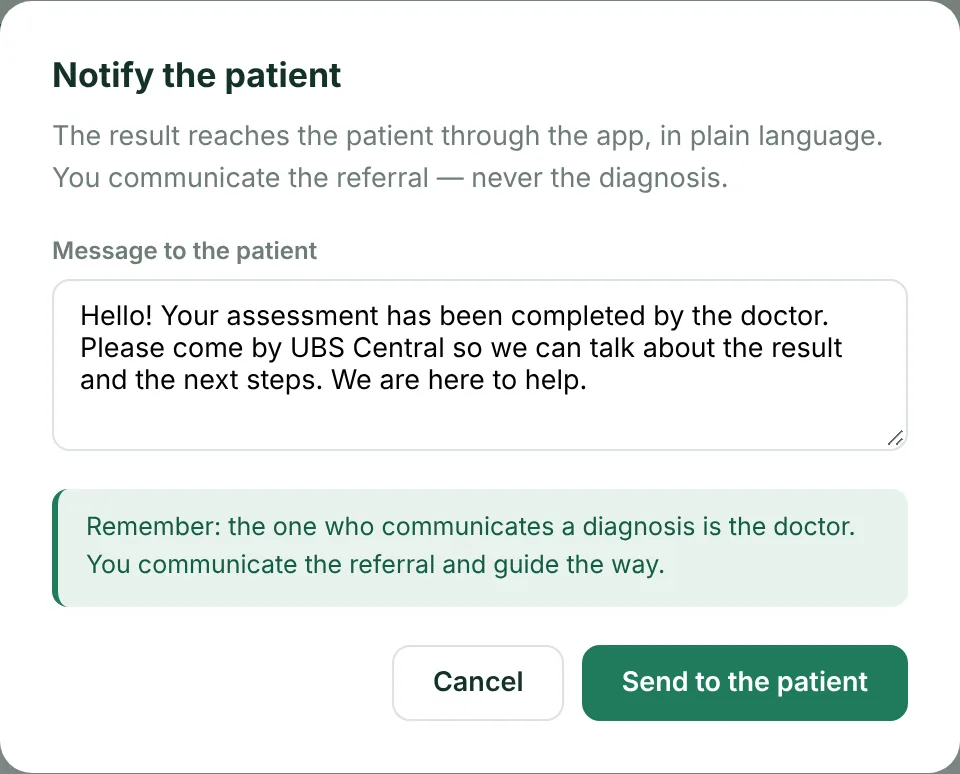 Notify the patient
The result reaches the patient through the app, in plain language.
You communicate the referral — never the diagnosis.
Message to the patient
Hello! Your assessment has been completed by the doctor.
Please come by UBS Central so we can talk about the result
and the next steps. We are here to help.
Remember: the one who communicates a diagnosis is the doctor.
You communicate the referral and guide the way.
Cancel
Send to the patient